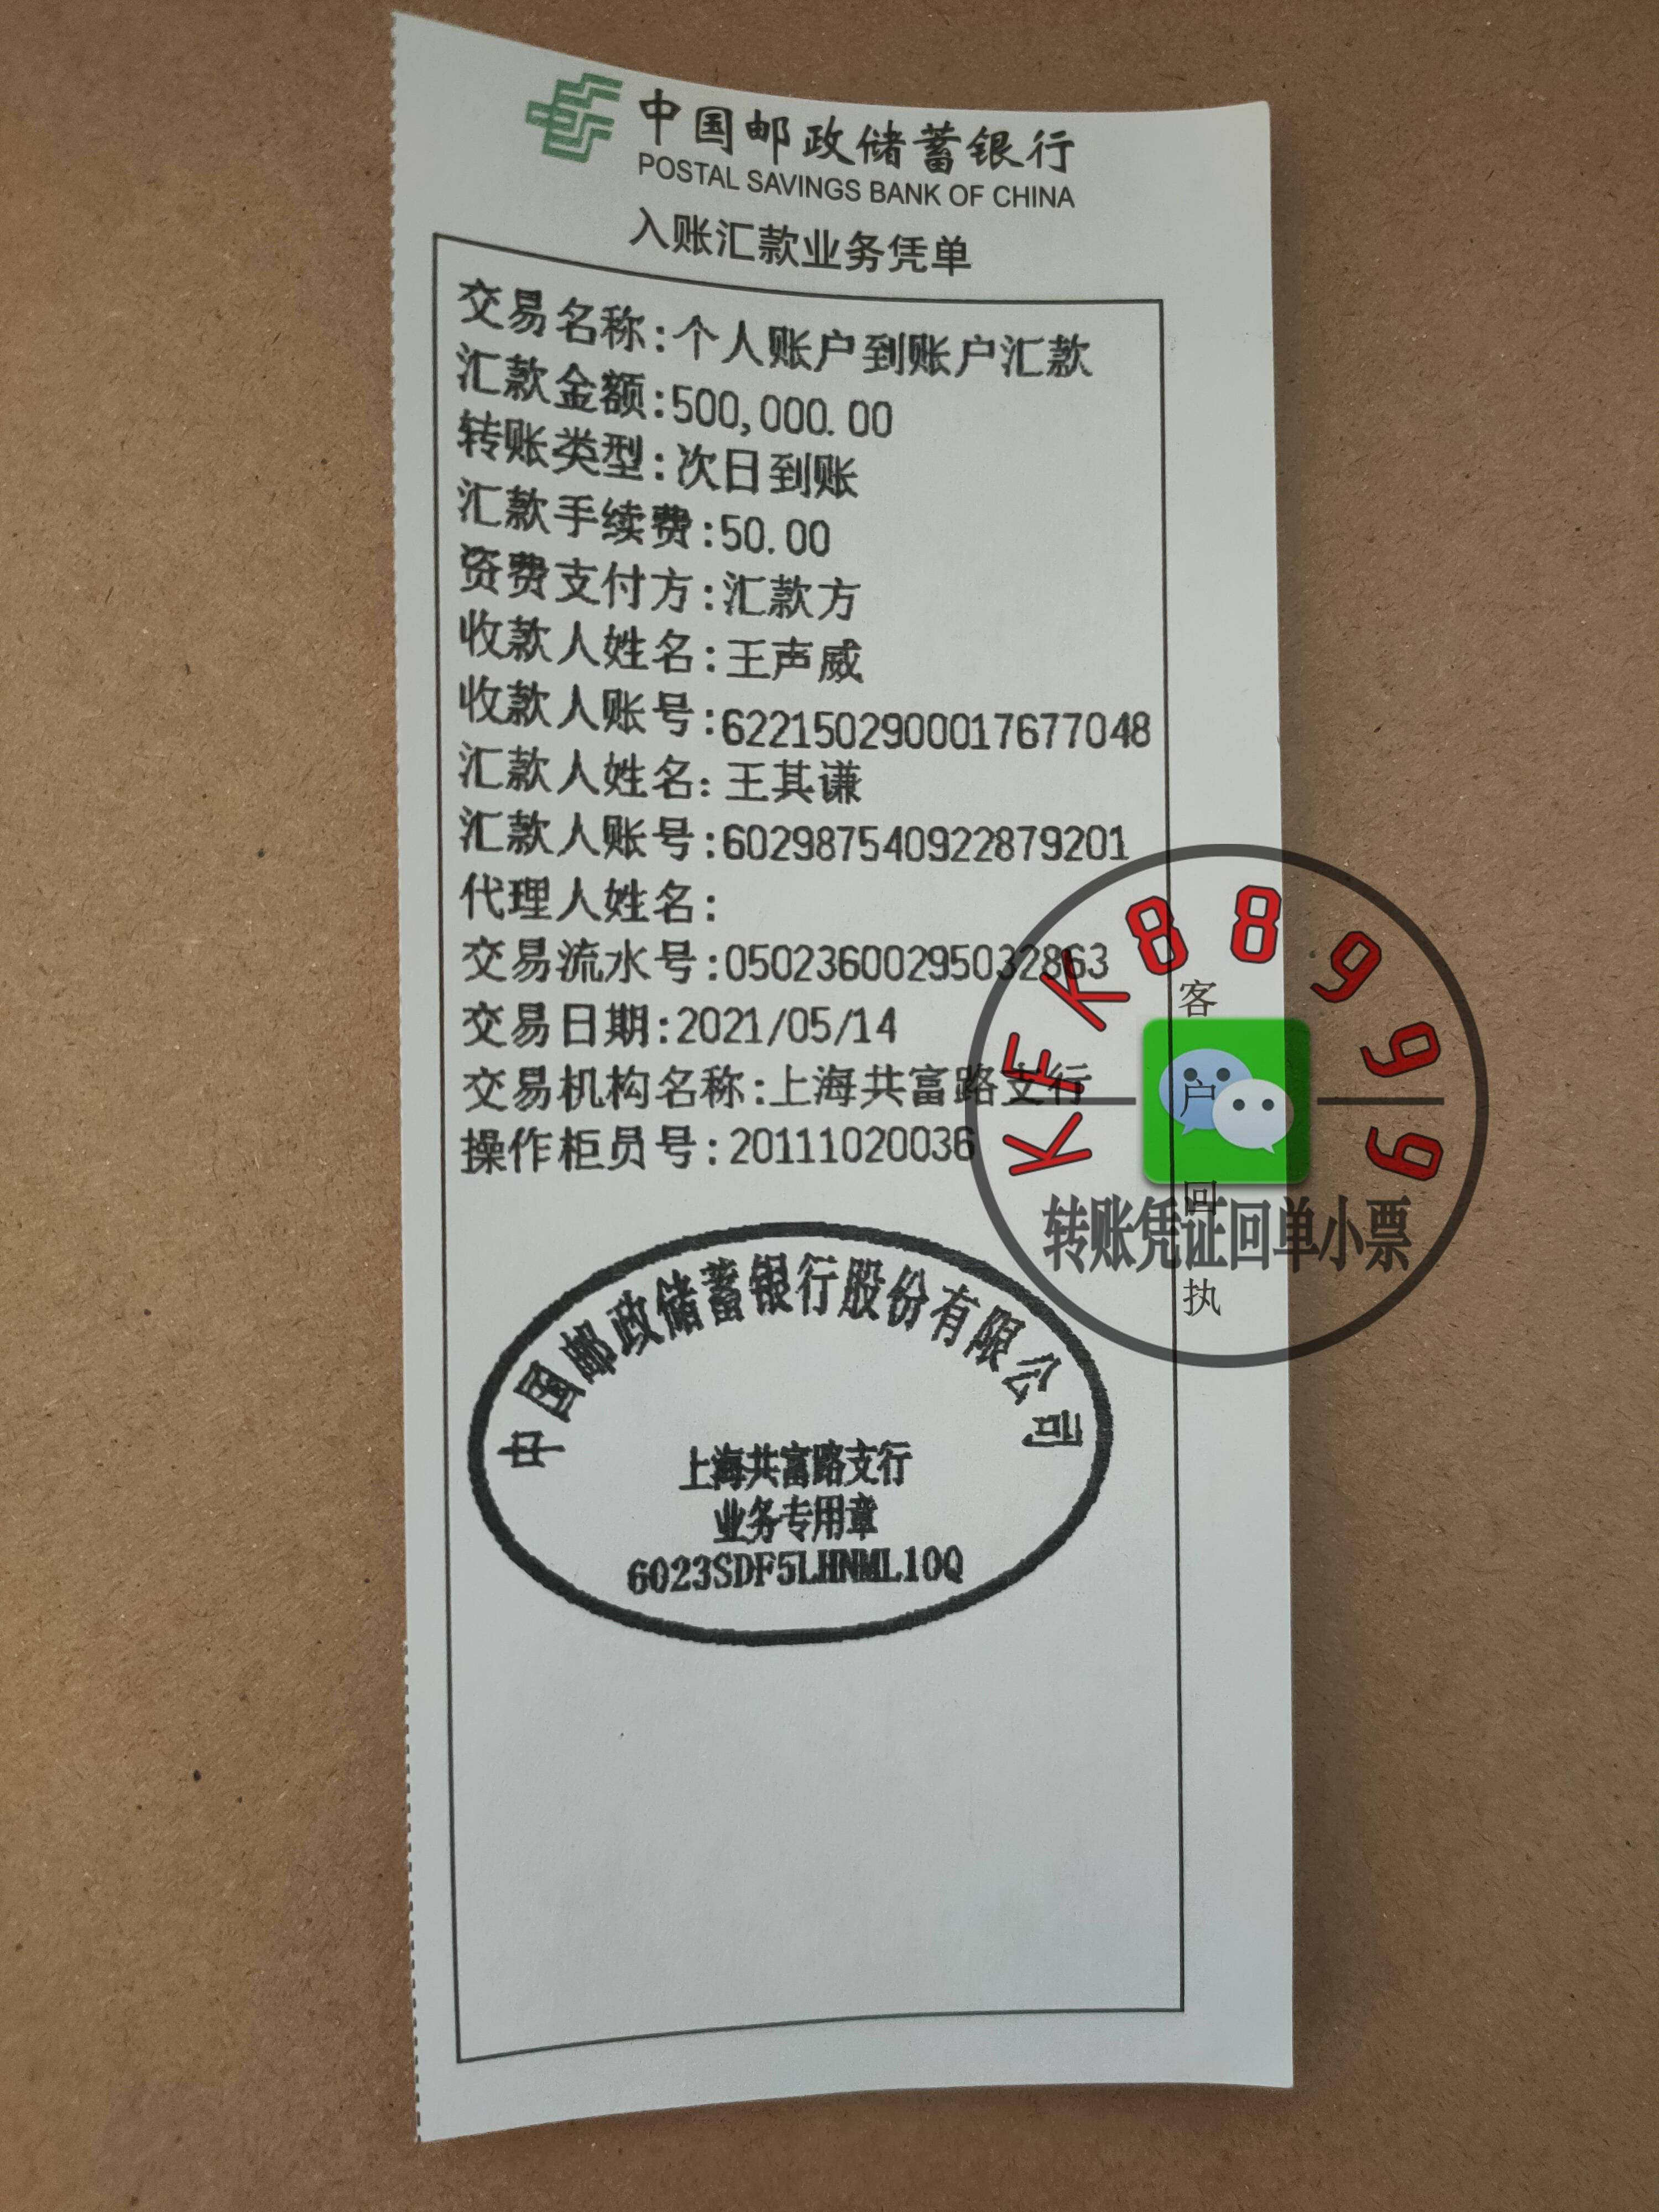 中国邮政储蓄银行
POSTAL SAVINGS BANK OF CHINA
入账汇款业务凭单
交易名称:个人账户到账户汇款
汇款金额:500,000.00
转账类型:次日到账
汇款手续费:50.00
资费支付方:汇款方
收款人姓名:王声威
收款人账号:6221502900017677048
汇款人姓名:王其谦
汇款人账号:602987540922879201
代理人姓名:
交易流水号:05023600295032863
交易日期:2021/05/14
交易机构名称:上海共富路支行
操作柜员号:20111020036
客户回执
KFK88999
转账凭证回单小票
中国邮政储蓄银行股份有限公司
上海共富路支行
业务专用章
6023SDF5LHNML10Q